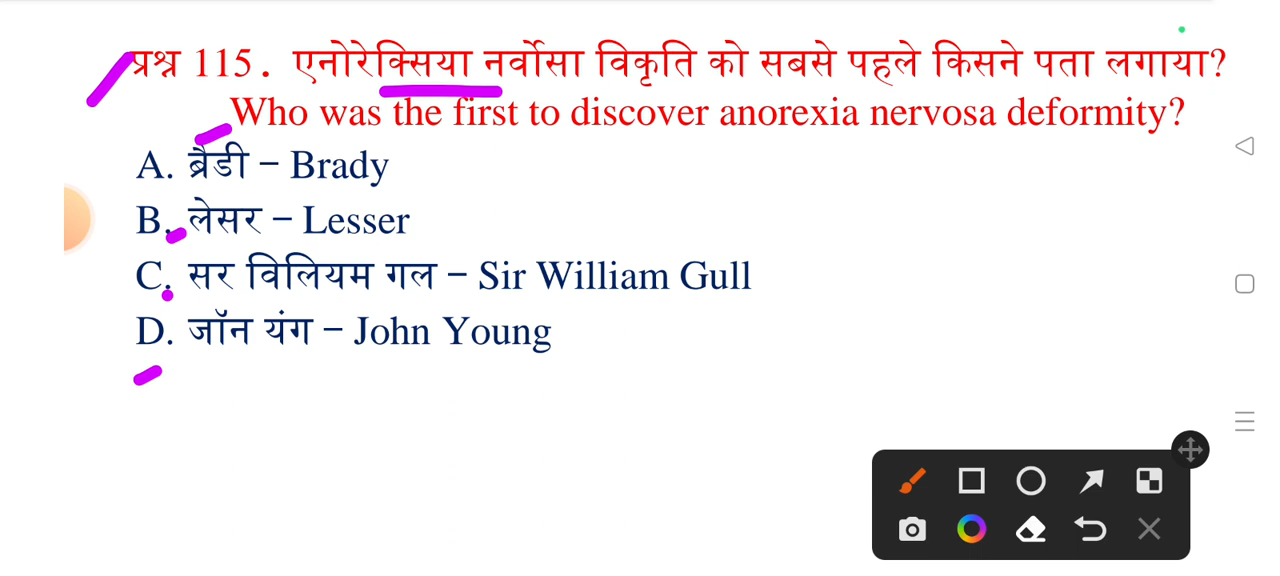 प्रश्न 115. एनोरेक्सिया नर्वोसा विकृति को सबसे पहले किसने पता लगाया?
Who was the first to discover anorexia nervosa deformity?
A. ब्रैडी – Brady
B. लेसर – Lesser
C. सर विलियम गल – Sir William Gull
D. जॉन यंग – John Young